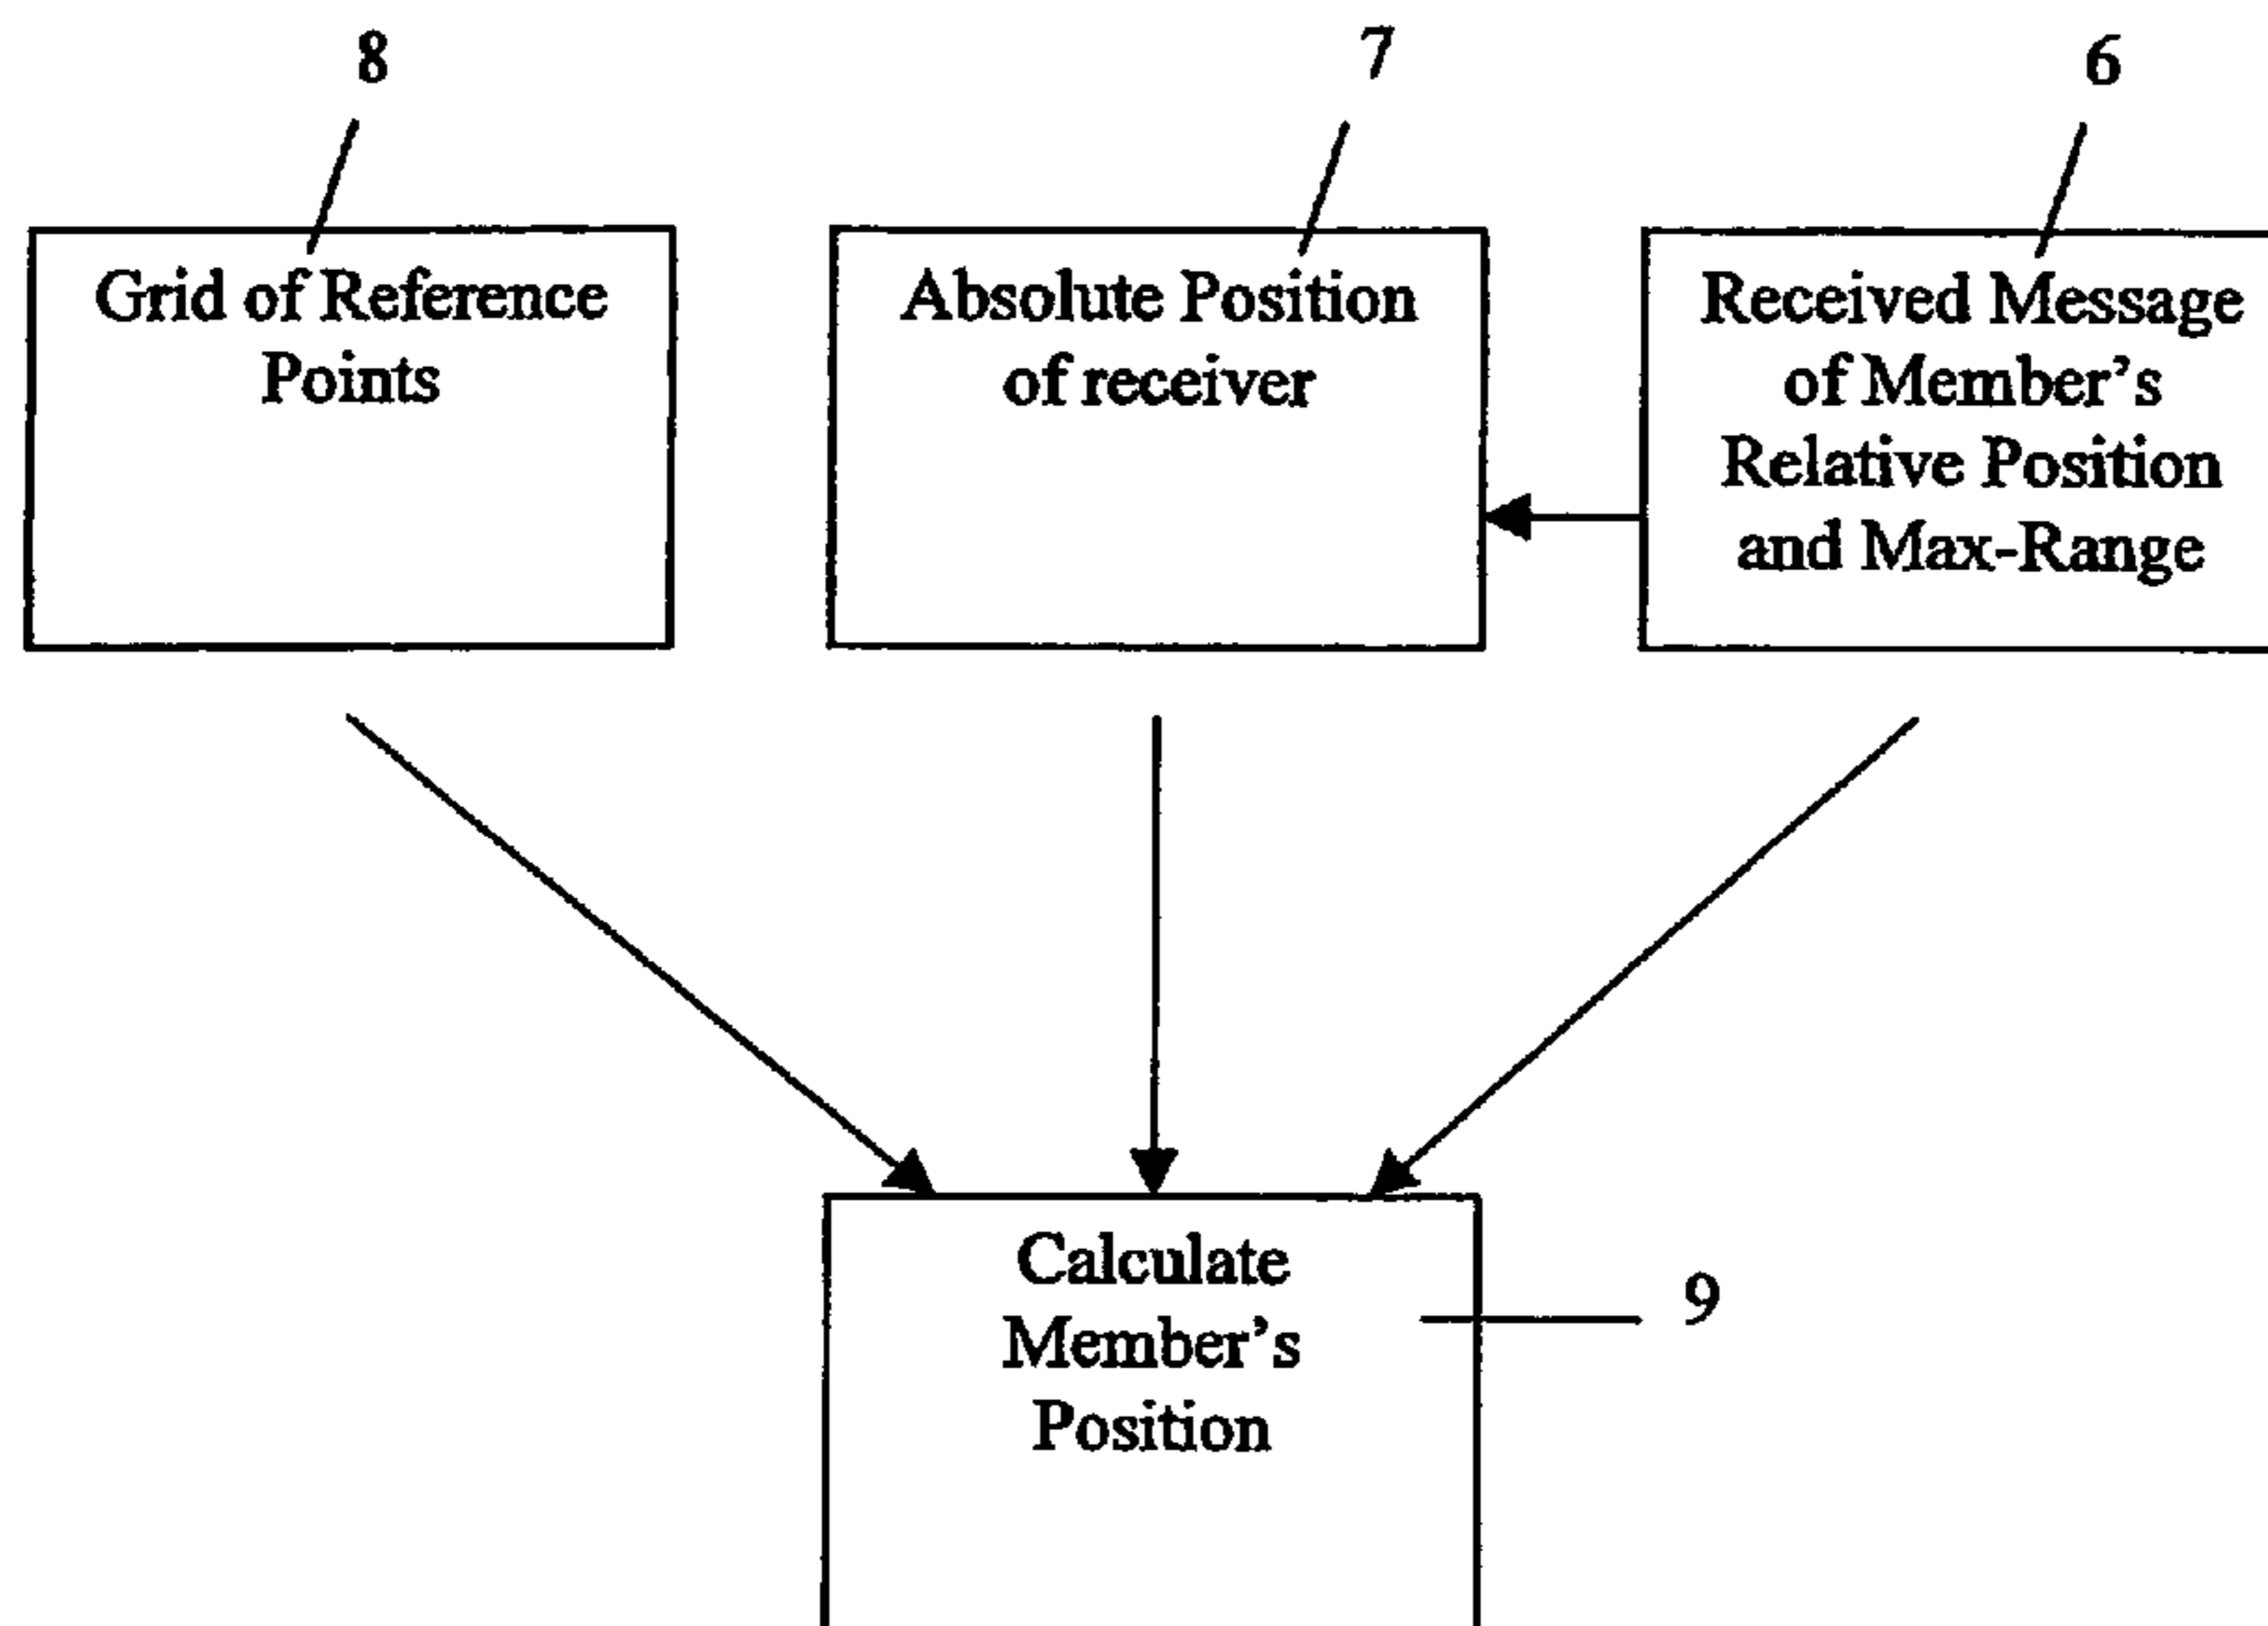 8
7
6
Grid of Reference
Points
Absolute Position
of receiver
Received Message
of Member’s
Relative Position
and Max-Range
Calculate
Member’s
Position
9